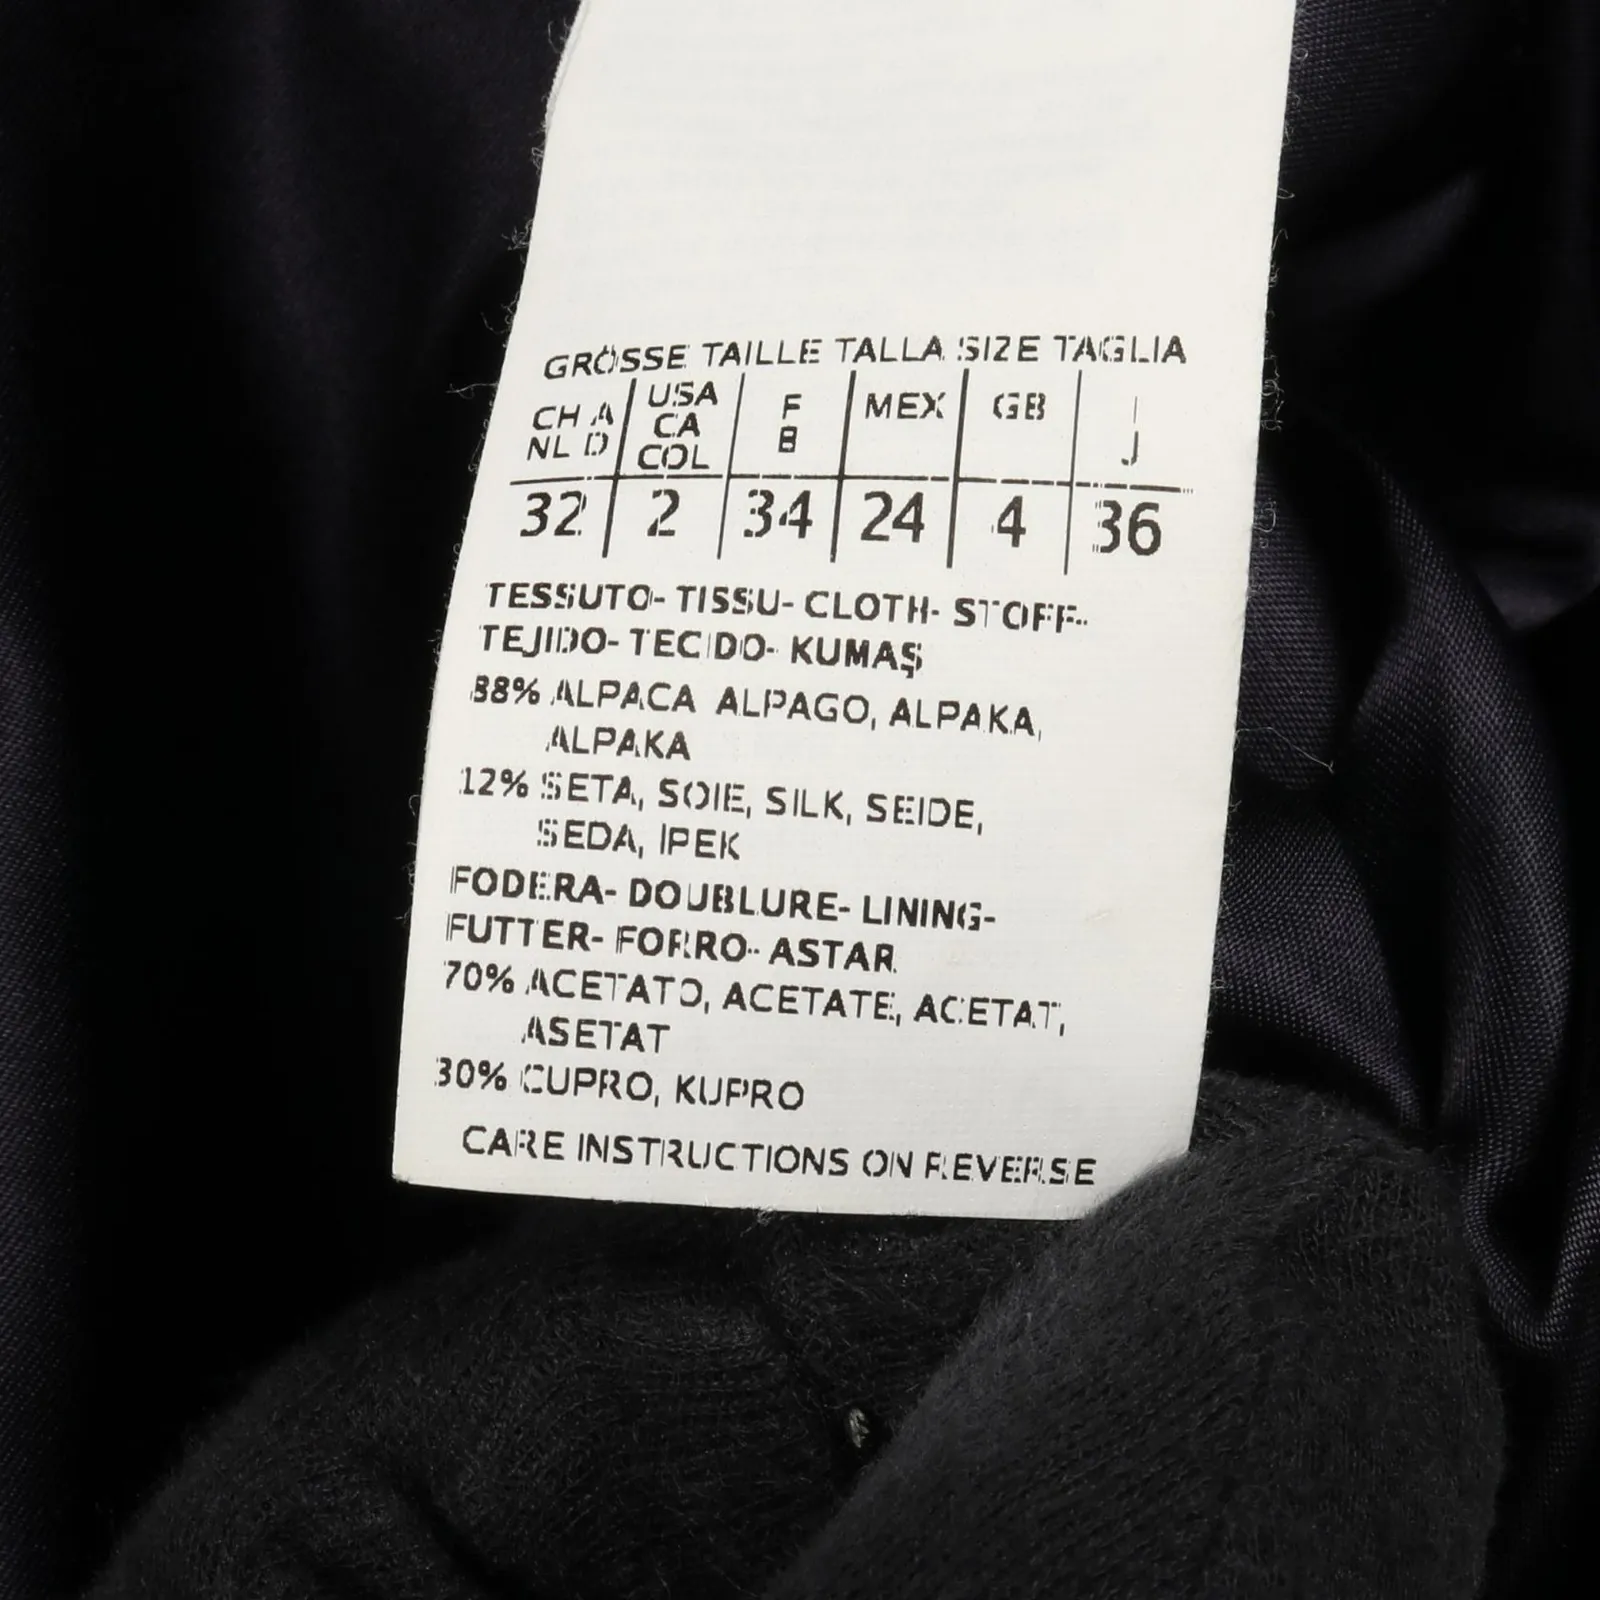 GRÖSSE TAILLE TALLA SIZE TAGLIA
CH A USA F MEX GB I
NL D CA B J
COL
32 2 34 24 4 36
TESSUTO- TISSU- CLOTH- STOFF-
TEJIDO- TECIDO- KUMAŞ
88% ALPACA ALPAGO, ALPAKA,
ALPAKA
12% SETA, SOIE, SILK, SEIDE,
SEDA, IPEK
FODERA- DOUBLURE- LINING-
FUTTER- FORRO- ASTAR
70% ACETATO, ACETATE, ACETAT,
ASETAT
30% CUPRO, KUPRO
CARE INSTRUCTIONS ON REVERSE